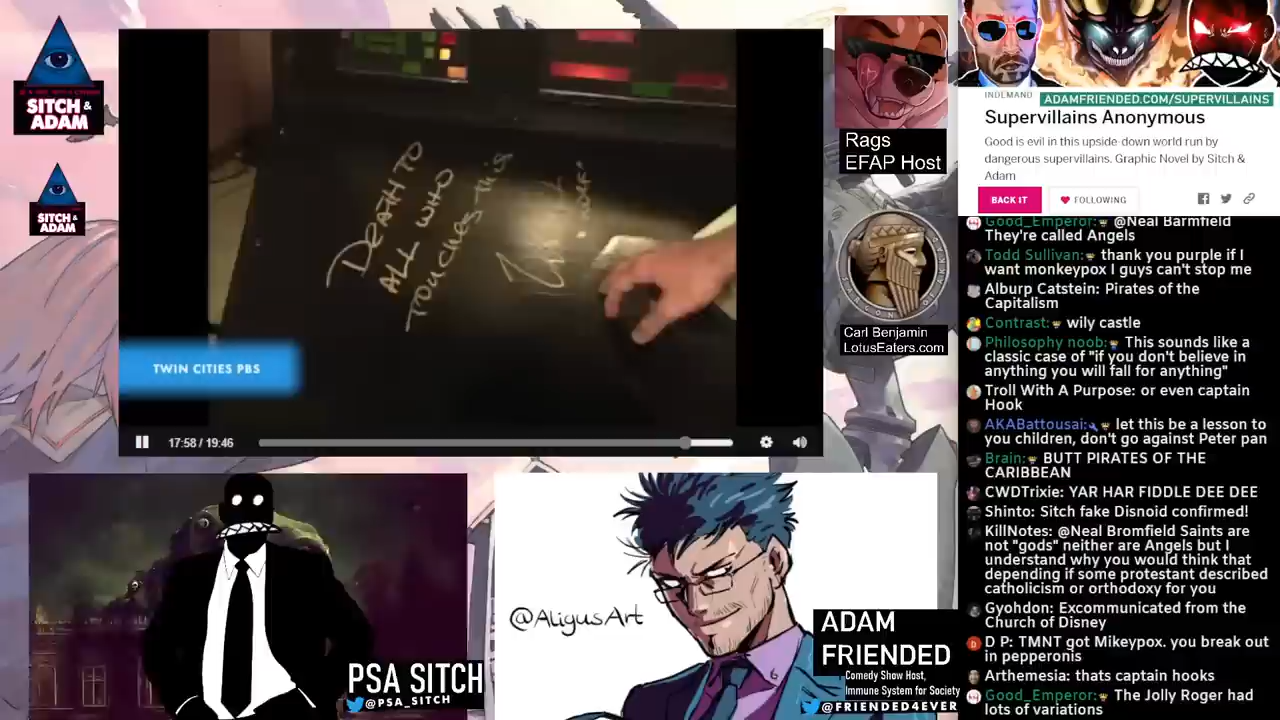 SITCH &
ADAM
SITCH &
ADAM
DEATH TO
ALL WHO
TOUCHES this
TWIN CITIES PBS
17:58 / 19:46
Rags
EFAP Host
SARGON OF AKKAD
Carl Benjamin
LotusEaters.com
INDEMAND
ADAMFRIENDED.COM/SUPERVILLAINS
Supervillains Anonymous
Good is evil in this upside-down world run by
dangerous supervillains. Graphic Novel by Sitch &
Adam
BACK IT
FOLLOWING
Good_Emperor: @Neal Barmfield
They're called Angels
Todd Sullivan: thank you purple if I
want monkeypox I guys can't stop me
Alburp Catstein: Pirates of the
Capitalism
Contrast: wily castle
Philosophy noob: This sounds like a
classic case of "if you don't believe in
anything you will fall for anything"
Troll With A Purpose: or even captain
Hook
AKABattousai: let this be a lesson to
you children, don't go against Peter pan
Brain: BUTT PIRATES OF THE
CARIBBEAN
CWDTrixie: YAR HAR FIDDLE DEE DEE
Shinto: Sitch fake Disnoid confirmed!
KillNotes: @Neal Bromfield Saints are
not "gods" neither are Angels but I
understand why you would think that
depending if some protestant described
catholicism or orthodoxy for you
Gyohdon: Excommunicated from the
Church of Disney
D P: TMNT got Mikeypox. you break out
in pepperonis
Arthemesia: thats captain hooks
Good_Emperor: The Jolly Roger had
lots of variations
PSA SITCH
@PSA_SITCH
@AligusArt
ADAM
FRIENDED
Comedy Show Host,
Immune System for Society
@FRIENDED4EVER